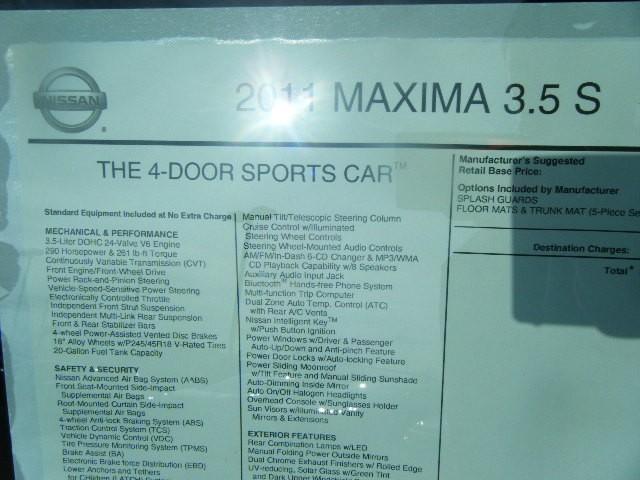 NISSAN
2011 MAXIMA 3.5 S
THE 4-DOOR SPORTS CAR™
Standard Equipment Included at No Extra Charge
MECHANICAL & PERFORMANCE
3.5-Liter DOHC 24-Valve V6 Engine
290 Horsepower & 261 lb-ft Torque
Continuously Variable Transmission (CVT)
Front Engine/Front-Wheel Drive
Power Rack-and-Pinion Steering
Vehicle-Speed-Sensitive Power Steering
Electronically Controlled Throttle
Independent Front Strut Suspension
Independent Multi-Link Rear Suspension
Front & Rear Stabilizer Bars
4-wheel Power-Assisted Vented Disc Brakes
18" Alloy Wheels w/P245/45R18 V-Rated Tires
20-Gallon Fuel Tank Capacity
SAFETY & SECURITY
Nissan Advanced Air Bag System (AABS)
Front Seat-Mounted Side-Impact
Supplemental Air Bags
Roof-Mounted Curtain Side-Impact
Supplemental Air Bags
4-wheel Anti-lock Braking System (ABS)
Traction Control System (TCS)
Vehicle Dynamic Control (VDC)
Tire Pressure Monitoring System (TPMS)
Brake Assist (BA)
Electronic Brake force Distribution (EBD)
Lower Anchors and Tethers
for Children (LATCH) System
Manual Tilt/Telescopic Steering Column
Cruise Control w/Illuminated
Steering Wheel Controls
Steering Wheel-Mounted Audio Controls
AM/FM/In-Dash 6-CD Changer & MP3/WMA
CD Playback Capability w/8 Speakers
Auxiliary Audio Input Jack
Bluetooth® Hands-free Phone System
Multi-function Trip Computer
Dual Zone Auto Temp. Control (ATC)
with Rear A/C Vents
Nissan Intelligent Key™
w/Push Button Ignition
Power Windows w/Driver & Passenger
Auto-Up/Down and Anti-pinch Feature
Power Door Locks w/Auto-locking Feature
Power Sliding Moonroof
w/Tilt Feature and Manual Sliding Sunshade
Auto-Dimming Inside Mirror
Auto On/Off Halogen Headlights
Overhead Console w/Sunglasses Holder
Sun Visors w/Illuminated Vanity
Mirrors & Extensions
EXTERIOR FEATURES
Rear Combination Lamps w/LED
Manual Folding Power Outside Mirrors
Dual Chrome Exhaust Finishers w/ Rolled Edge
UV-reducing, Solar Glass w/Green Tint
and Dark Upper Windshield
Manufacturer's Suggested
Retail Base Price:
Options Included by Manufacturer
SPLASH GUARDS
FLOOR MATS & TRUNK MAT (5-Piece Se
Destination Charges:
Total*